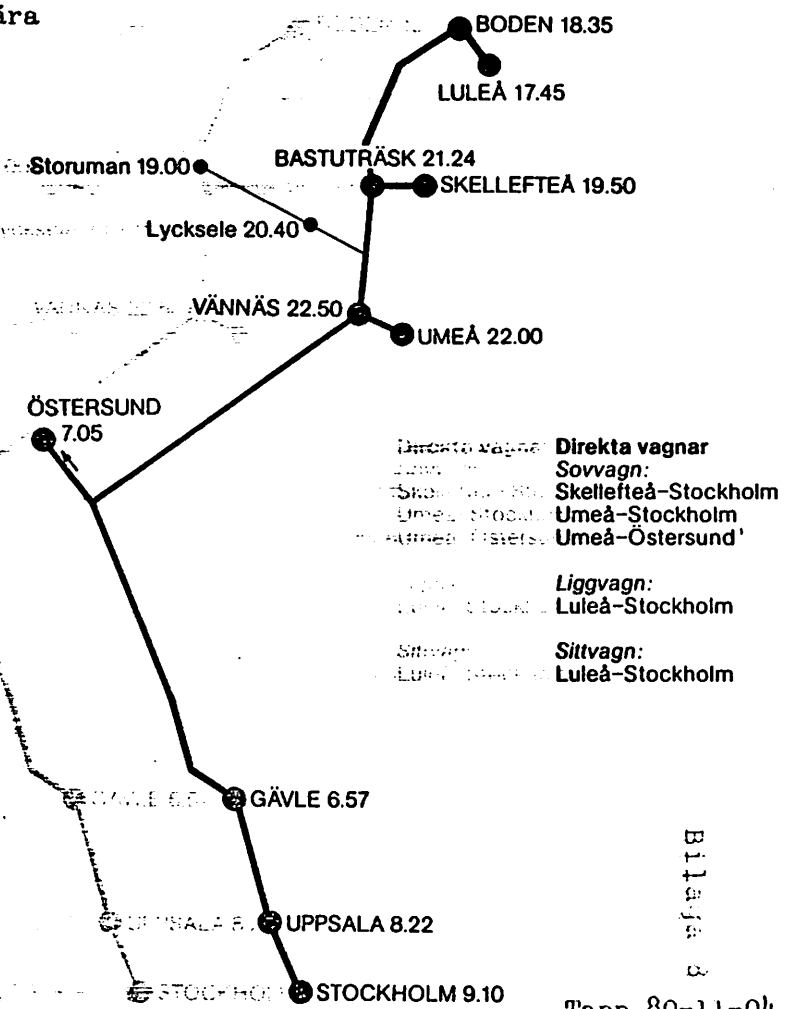 BODEN 18.35
LULEÅ 17.45
BASTUTRÄSK 21.24
Storuman 19.00
SKELLEFTEÅ 19.50
Lycksele 20.40
VÄNNÄS 22.50
UMEÅ 22.00
ÖSTERSUND
7.05
Direkta vagnar
Sovvagn:
Skellefteå–Stockholm
Umeå–Stockholm
Umeå–Östersund
Liggvagn:
Luleå–Stockholm
Sittvagn:
Luleå–Stockholm
GÄVLE 6.57
UPPSALA 8.22
STOCKHOLM 9.10
Bilaga